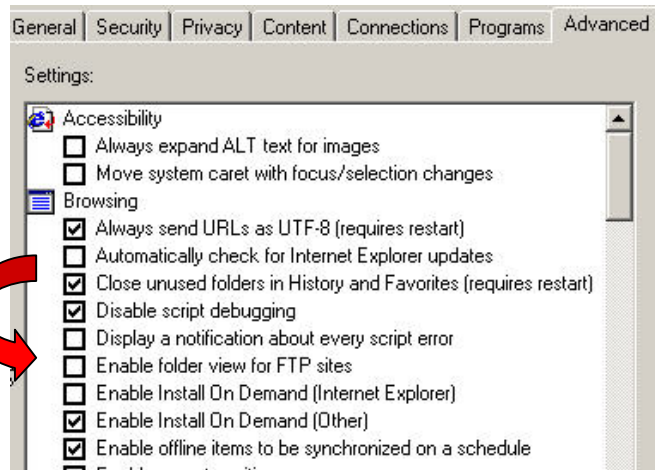 General Security Privacy Content Connections Programs Advanced
Settings:
Accessibility
Always expand ALT text for images
Move system caret with focus/selection changes
Browsing
Always send URLs as UTF-8 (requires restart)
Automatically check for Internet Explorer updates
Close unused folders in History and Favorites (requires restart)
Disable script debugging
Display a notification about every script error
Enable folder view for FTP sites
Enable Install On Demand (Internet Explorer)
Enable Install On Demand (Other)
Enable offline items to be synchronized on a schedule